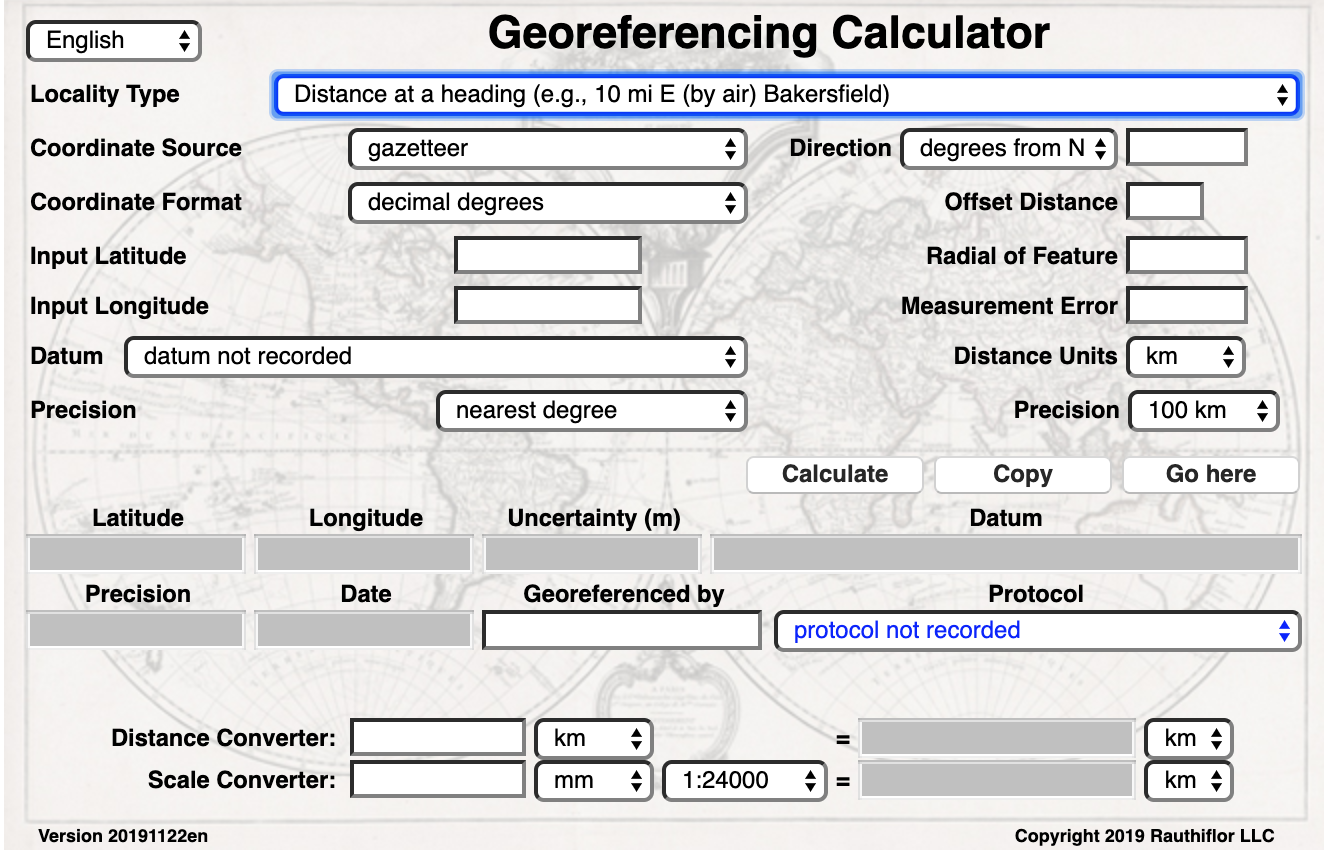 English
Georeferencing Calculator
Locality Type Distance at a heading (e.g., 10 mi E (by air) Bakersfield)
Coordinate Source gazetteer Direction degrees from N
Coordinate Format decimal degrees Offset Distance
Input Latitude Radial of Feature
Input Longitude Measurement Error
Datum datum not recorded Distance Units km
Precision nearest degree Precision 100 km
Calculate Copy Go here
Latitude Longitude Uncertainty (m) Datum
Precision Date Georeferenced by Protocol
protocol not recorded
Distance Converter: km = km
Scale Converter: mm 1:24000 = km
Version 20191122en Copyright 2019 Rauthiflor LLC